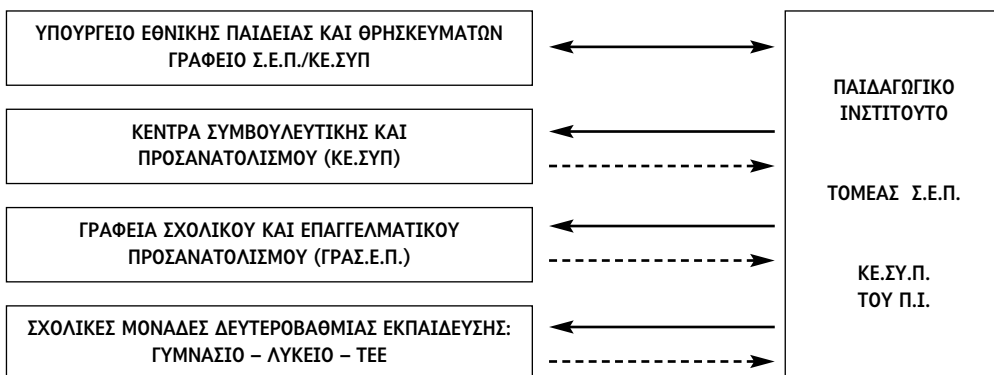 ΥΠΟΥΡΓΕΙΟ ΕΘΝΙΚΗΣ ΠΑΙΔΕΙΑΣ ΚΑΙ ΘΡΗΣΚΕΥΜΑΤΩΝ
ΓΡΑΦΕΙΟ Σ.Ε.Π./ΚΕ.ΣΥΠ
ΚΕΝΤΡΑ ΣΥΜΒΟΥΛΕΥΤΙΚΗΣ ΚΑΙ
ΠΡΟΣΑΝΑΤΟΛΙΣΜΟΥ (ΚΕ.ΣΥΠ)
ΓΡΑΦΕΙΑ ΣΧΟΛΙΚΟΥ ΚΑΙ ΕΠΑΓΓΕΛΜΑΤΙΚΟΥ
ΠΡΟΣΑΝΑΤΟΛΙΣΜΟΥ (ΓΡΑΣ.Ε.Π.)
ΣΧΟΛΙΚΕΣ ΜΟΝΑΔΕΣ ΔΕΥΤΕΡΟΒΑΘΜΙΑΣ ΕΚΠΑΙΔΕΥΣΗΣ:
ΓΥΜΝΑΣΙΟ – ΛΥΚΕΙΟ – ΤΕΕ
ΠΑΙΔΑΓΩΓΙΚΟ
ΙΝΣΤΙΤΟΥΤΟ
ΤΟΜΕΑΣ Σ.Ε.Π.
ΚΕ.ΣΥ.Π.
ΤΟΥ Π.Ι.